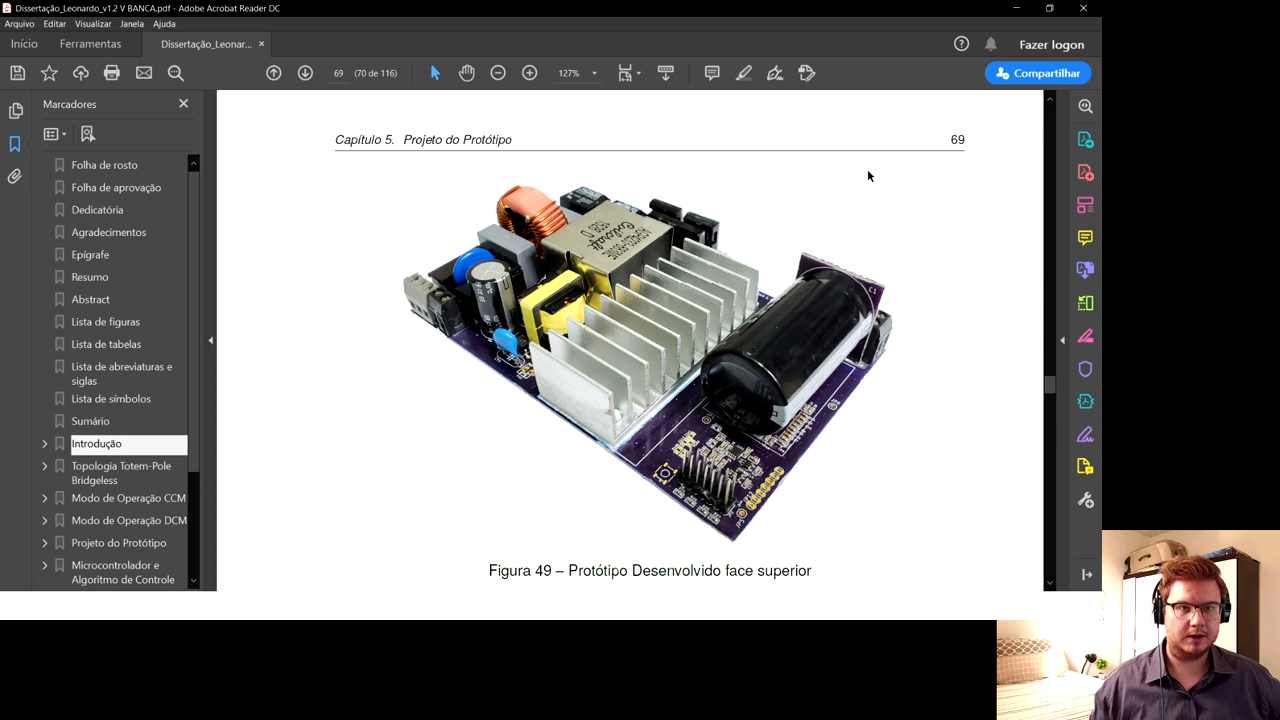 Dissertação_Leonardo_v1.2 V BANCA.pdf - Adobe Acrobat Reader DC
Arquivo Editar Visualizar Janela Ajuda
Início Ferramentas Dissertação_Leonar... × Fazer logon
69 (70 de 116) 127% Compartilhar
Marcadores
Folha de rosto
Folha de aprovação
Dedicatória
Agradecimentos
Epígrafe
Resumo
Abstract
Lista de figuras
Lista de tabelas
Lista de abreviaturas e
siglas
Lista de símbolos
Sumário
Introdução
Topologia Totem-Pole
Bridgeless
Modo de Operação CCM
Modo de Operação DCM
Projeto do Protótipo
Microcontrolador e
Algoritmo de Controle
Capítulo 5. Projeto do Protótipo 69
Figura 49 – Protótipo Desenvolvido face superior